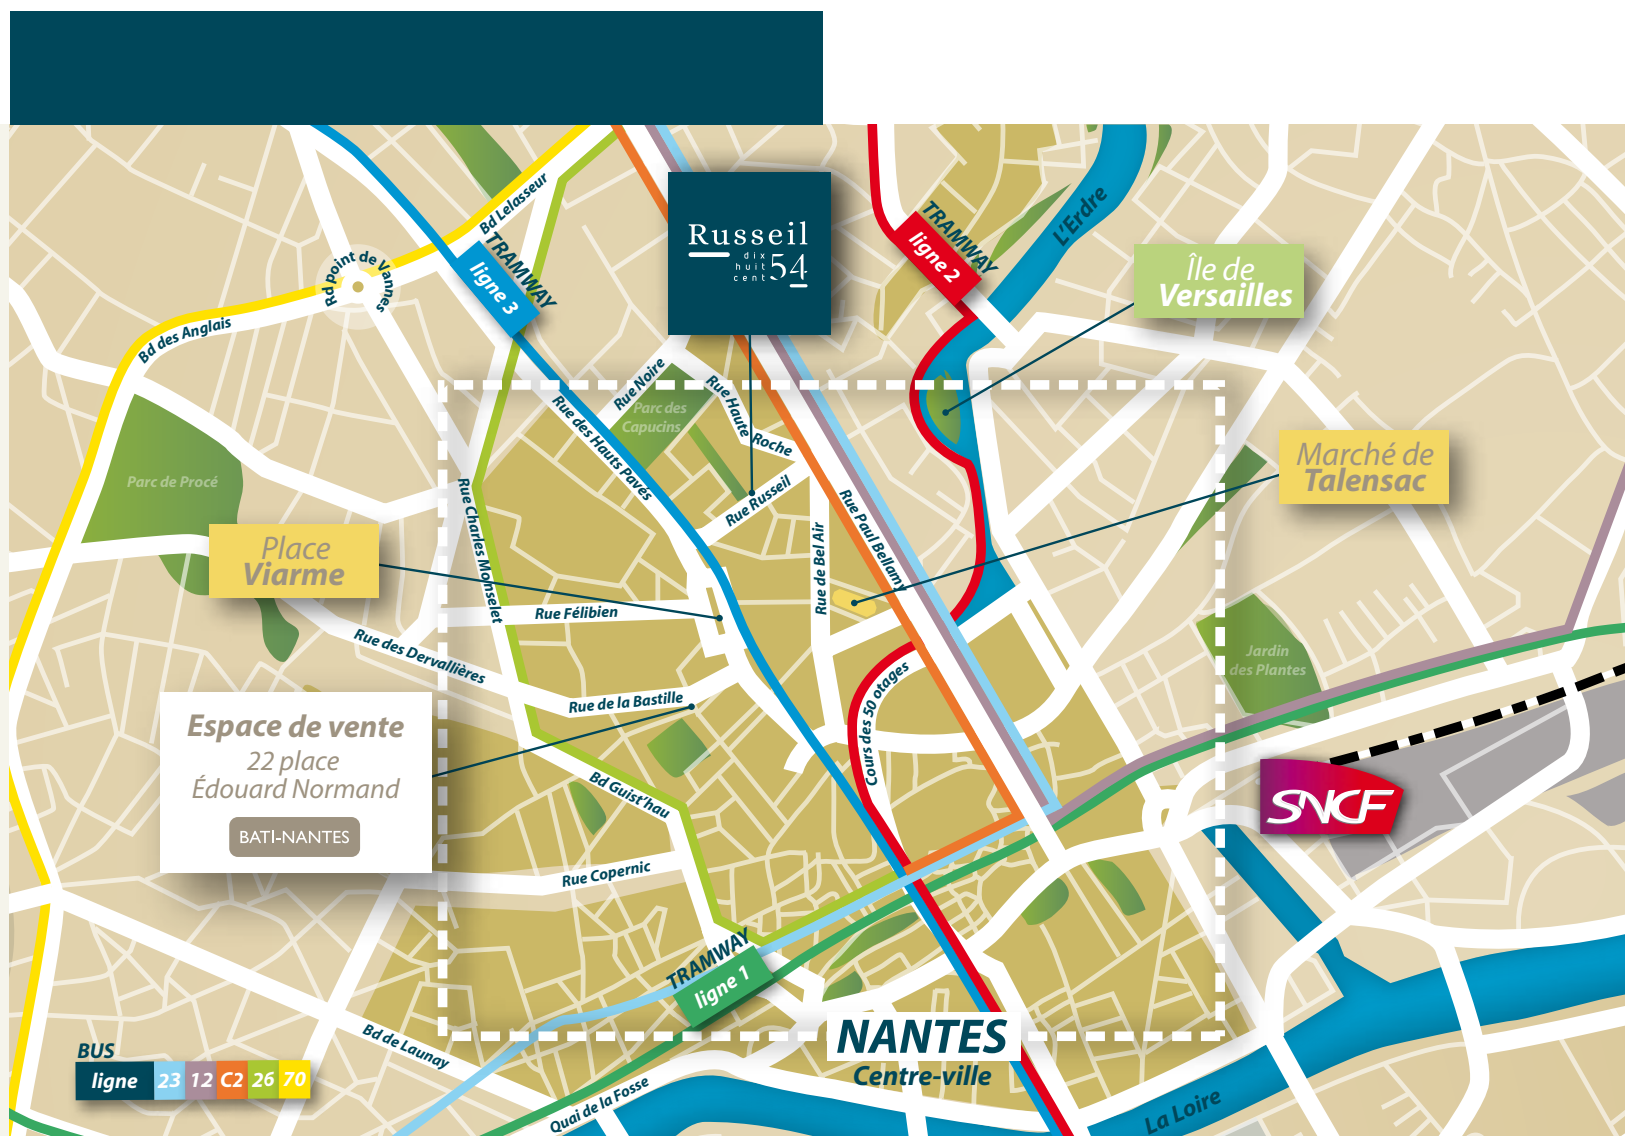 Russeil
dix
huit
cent
54
Bd Lelasseur
Rd point de Vannes
Bd des Anglais
TRAMWAY
ligne 3
TRAMWAY
ligne 2
L'Erdre
Île de
Versailles
Rue Noire
Parc des
Capucins
Rue Haute
Roche
Rue des Hauts Pavés
Marché de
Talensac
Parc de Procé
Rue Charles Monselet
Rue Russeil
Rue Paul Bellamy
Rue de Bel Air
Place
Viarme
Rue Félibien
Rue des Dervallières
Jardin
des Plantes
Rue de la Bastille
Cours des 50 otages
Espace de vente
22 place
Édouard Normand
BATI-NANTES
Bd Guist'hau
SNCF
Rue Copernic
TRAMWAY
ligne 1
NANTES
Centre-ville
Bd de Launay
BUS
ligne 23 12 C2 26 70
Quai de la Fosse
La Loire